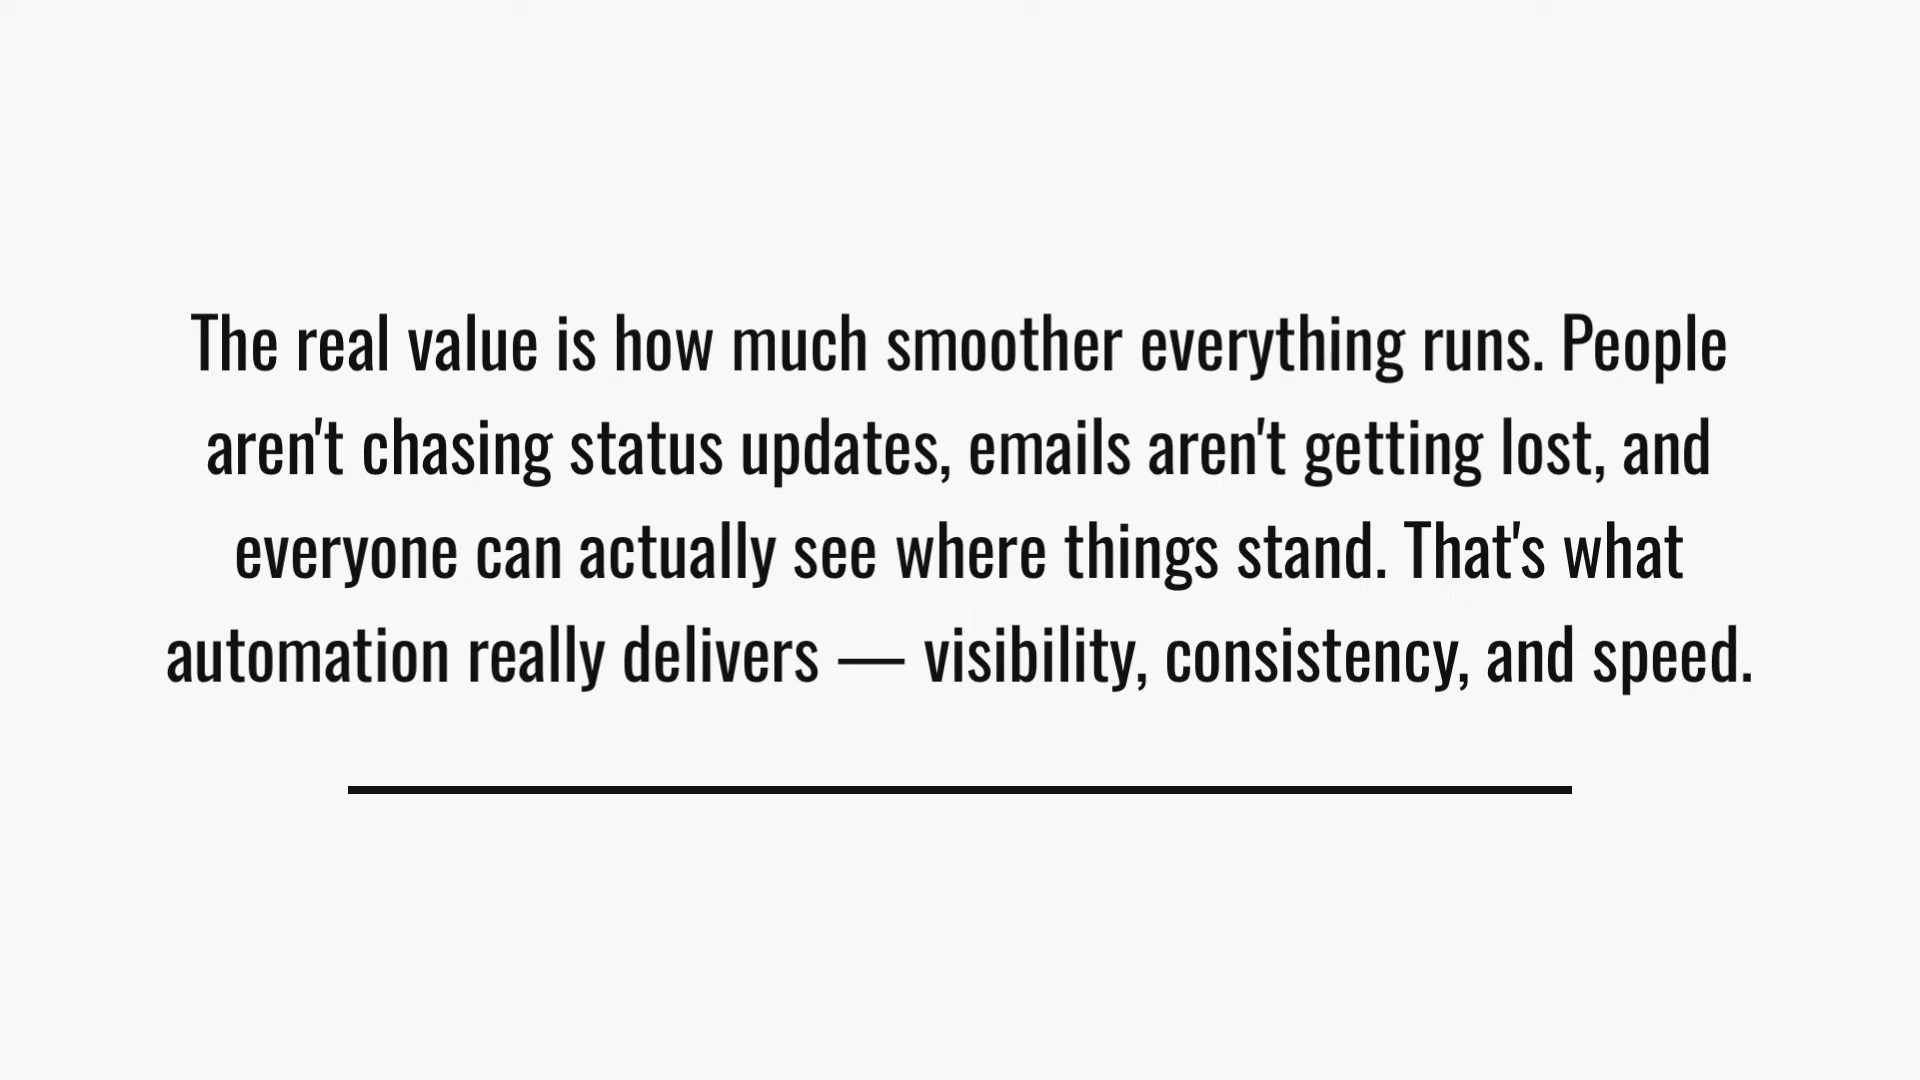 The real value is how much smoother everything runs. People
aren't chasing status updates, emails aren't getting lost, and
everyone can actually see where things stand. That's what
automation really delivers — visibility, consistency, and speed.